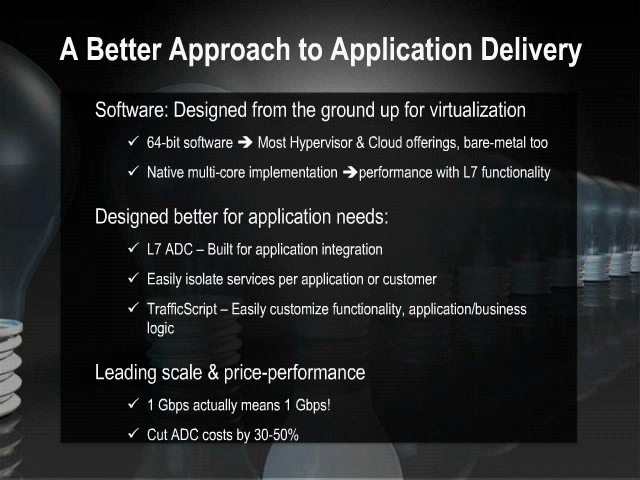 A Better Approach to Application Delivery
Software: Designed from the ground up for virtualization
✓ 64-bit software ➔ Most Hypervisor & Cloud offerings, bare-metal too
✓ Native multi-core implementation ➔performance with L7 functionality
Designed better for application needs:
✓ L7 ADC – Built for application integration
✓ Easily isolate services per application or customer
✓ TrafficScript – Easily customize functionality, application/business
logic
Leading scale & price-performance
✓ 1 Gbps actually means 1 Gbps!
✓ Cut ADC costs by 30-50%